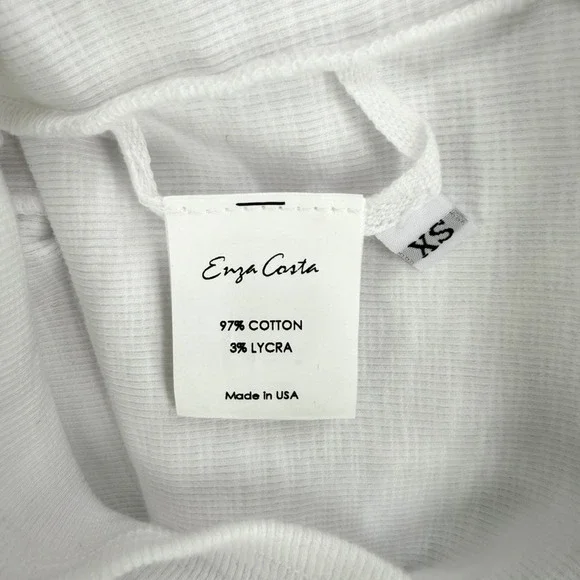 Enza Costa
97% COTTON
3% LYCRA
Made in USA
XS